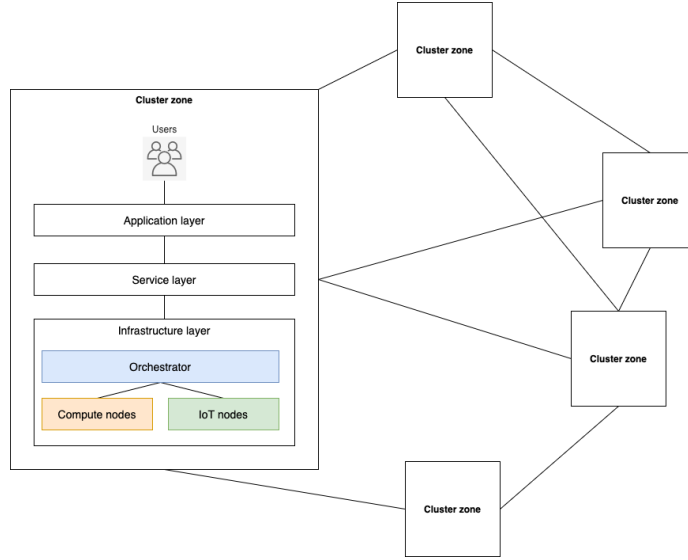 Cluster zone
Cluster zone
Users
Application layer
Cluster zone
Service layer
Infrastructure layer
Orchestrator
Cluster zone
Compute nodes
IoT nodes
Cluster zone